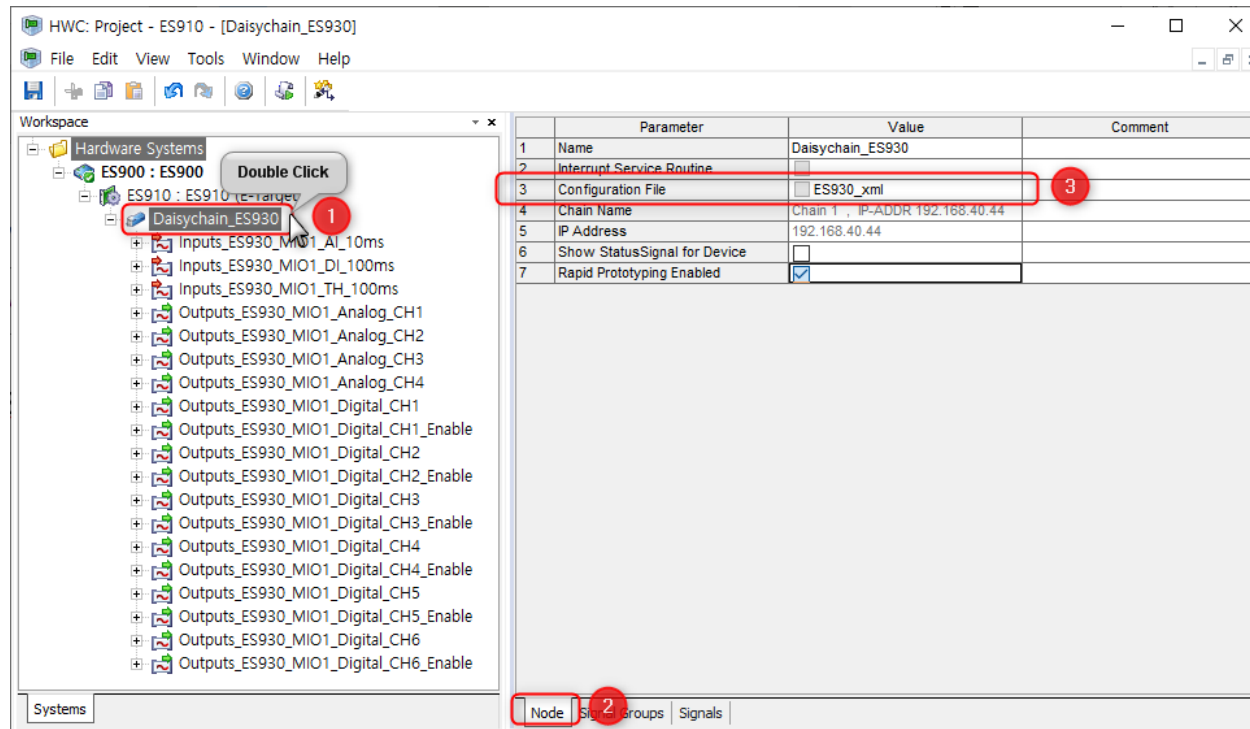 HWC: Project - ES910 - [Daisychain_ES930]
File Edit View Tools Window Help
Workspace
Hardware Systems
ES900 : ES900
Double Click
ES910 : ES910 (E-Target
Daisychain_ES930
1
Inputs_ES930_MIO1_AI_10ms
Inputs_ES930_MIO1_DI_100ms
Inputs_ES930_MIO1_TH_100ms
Outputs_ES930_MIO1_Analog_CH1
Outputs_ES930_MIO1_Analog_CH2
Outputs_ES930_MIO1_Analog_CH3
Outputs_ES930_MIO1_Analog_CH4
Outputs_ES930_MIO1_Digital_CH1
Outputs_ES930_MIO1_Digital_CH1_Enable
Outputs_ES930_MIO1_Digital_CH2
Outputs_ES930_MIO1_Digital_CH2_Enable
Outputs_ES930_MIO1_Digital_CH3
Outputs_ES930_MIO1_Digital_CH3_Enable
Outputs_ES930_MIO1_Digital_CH4
Outputs_ES930_MIO1_Digital_CH4_Enable
Outputs_ES930_MIO1_Digital_CH5
Outputs_ES930_MIO1_Digital_CH5_Enable
Outputs_ES930_MIO1_Digital_CH6
Outputs_ES930_MIO1_Digital_CH6_Enable
Systems
Parameter Value Comment
1 Name Daisychain_ES930
2 Interrupt Service Routine
3 Configuration File ES930_xml 3
4 Chain Name Chain 1 , IP-ADDR 192.168.40.44
5 IP Address 192.168.40.44
6 Show StatusSignal for Device
7 Rapid Prototyping Enabled
Node 2 Signal Groups Signals